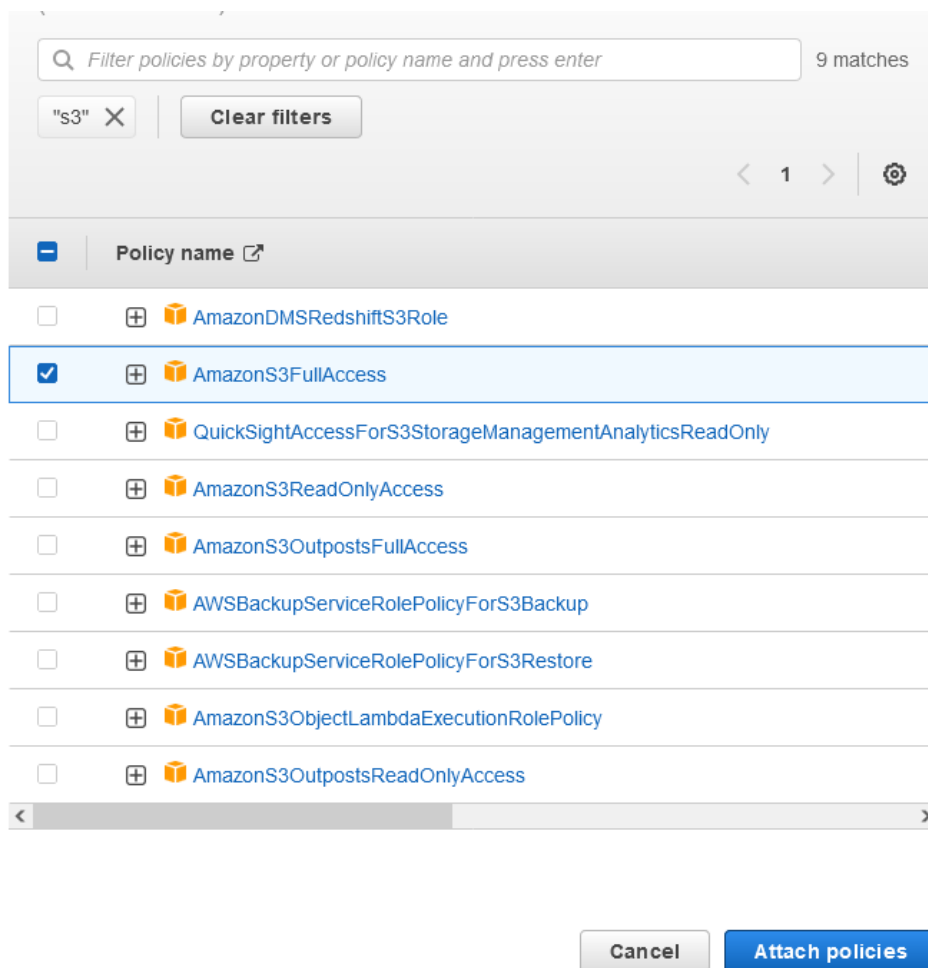 Filter policies by property or policy name and press enter 9 matches
"s3" Clear filters
1
Policy name
AmazonDMSRedshiftS3Role
AmazonS3FullAccess
QuickSightAccessForS3StorageManagementAnalyticsReadOnly
AmazonS3ReadOnlyAccess
AmazonS3OutpostsFullAccess
AWSBackupServiceRolePolicyForS3Backup
AWSBackupServiceRolePolicyForS3Restore
AmazonS3ObjectLambdaExecutionRolePolicy
AmazonS3OutpostsReadOnlyAccess
Cancel Attach policies